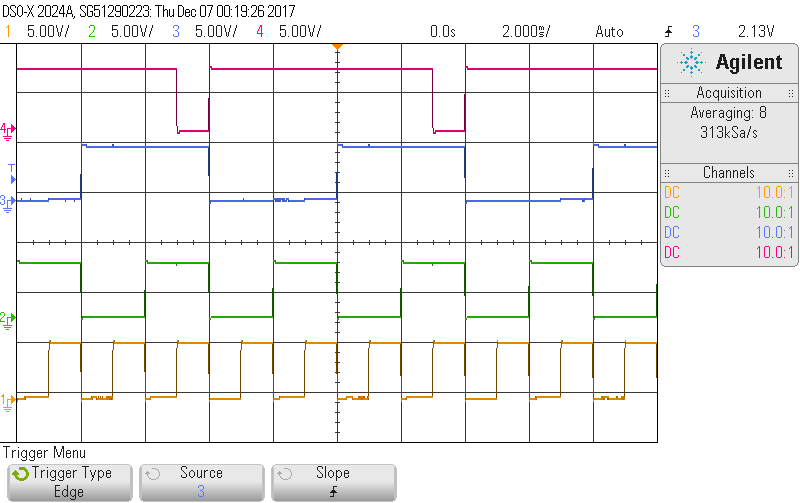 DSO-X 2024A, SG51290223: Thu Dec 07 00:19:26 2017
1 5.00V/ 2 5.00V/ 3 5.00V/ 4 5.00V/ 0.0s 2.000s/ Auto 3 2.13V
Agilent
Acquisition
Averaging: 8
313kSa/s
Channels
DC 10.0:1
DC 10.0:1
DC 10.0:1
DC 10.0:1
4
T
3
2
1
Trigger Menu
Trigger Type
Edge
Source
3
Slope